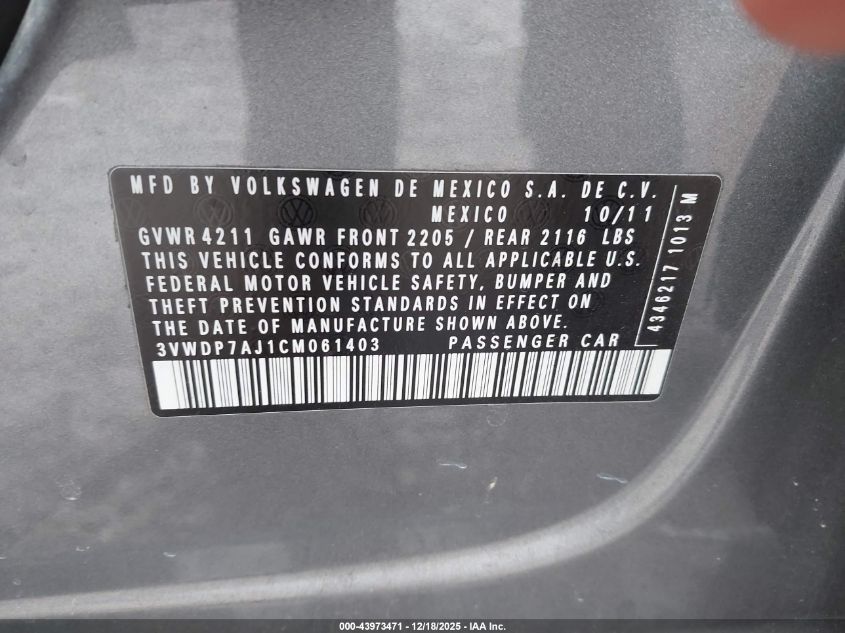 MFD BY VOLKSWAGEN DE MEXICO S.A. DE C.V.
MEXICO 10/11
GVWR 4211 GAWR FRONT 2205 / REAR 2116 LBS
THIS VEHICLE CONFORMS TO ALL APPLICABLE U.S.
FEDERAL MOTOR VEHICLE SAFETY, BUMPER AND
THEFT PREVENTION STANDARDS IN EFFECT ON
THE DATE OF MANUFACTURE SHOWN ABOVE.
3VWDP7AJ1CM061403 PASSENGER CAR
4346217 1013 M
000-43973471 - 12/18/2025 - IAA Inc.